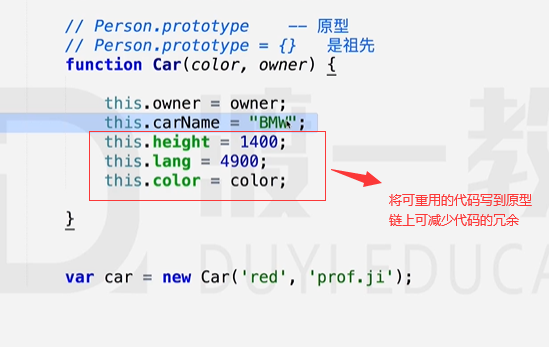 // Person.prototype    -- 原型
// Person.prototype = {}   是祖先
function Car(color, owner) {
this.owner = owner;
this.carName = "BMW";
this.height = 1400;
this.lang = 4900;
this.color = color;
将可重用的代码写到原型
链上可减少代码的冗余
}
var car = new Car('red', 'prof.ji');
渡一教
DUYI EDUCA